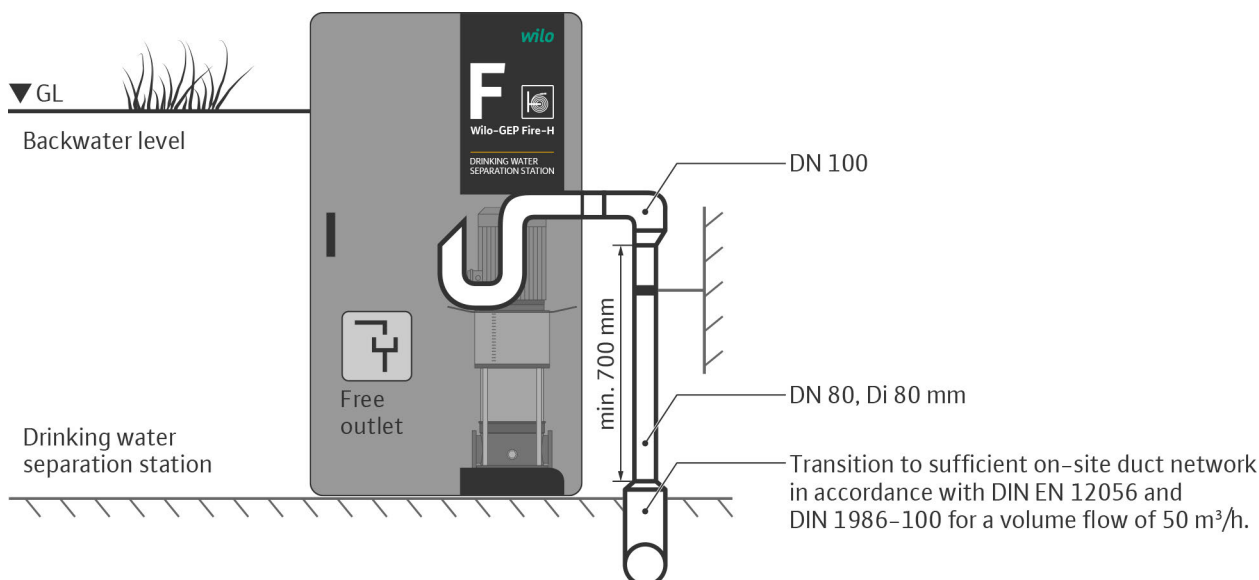 wilo
F
Wilo-GEP Fire-H
DRINKING WATER
SEPARATION STATION
GL
Backwater level
DN 100
min. 700 mm
Free
outlet
DN 80, Di 80 mm
Drinking water
separation station
Transition to sufficient on-site duct network
in accordance with DIN EN 12056 and
DIN 1986-100 for a volume flow of 50 m³/h.